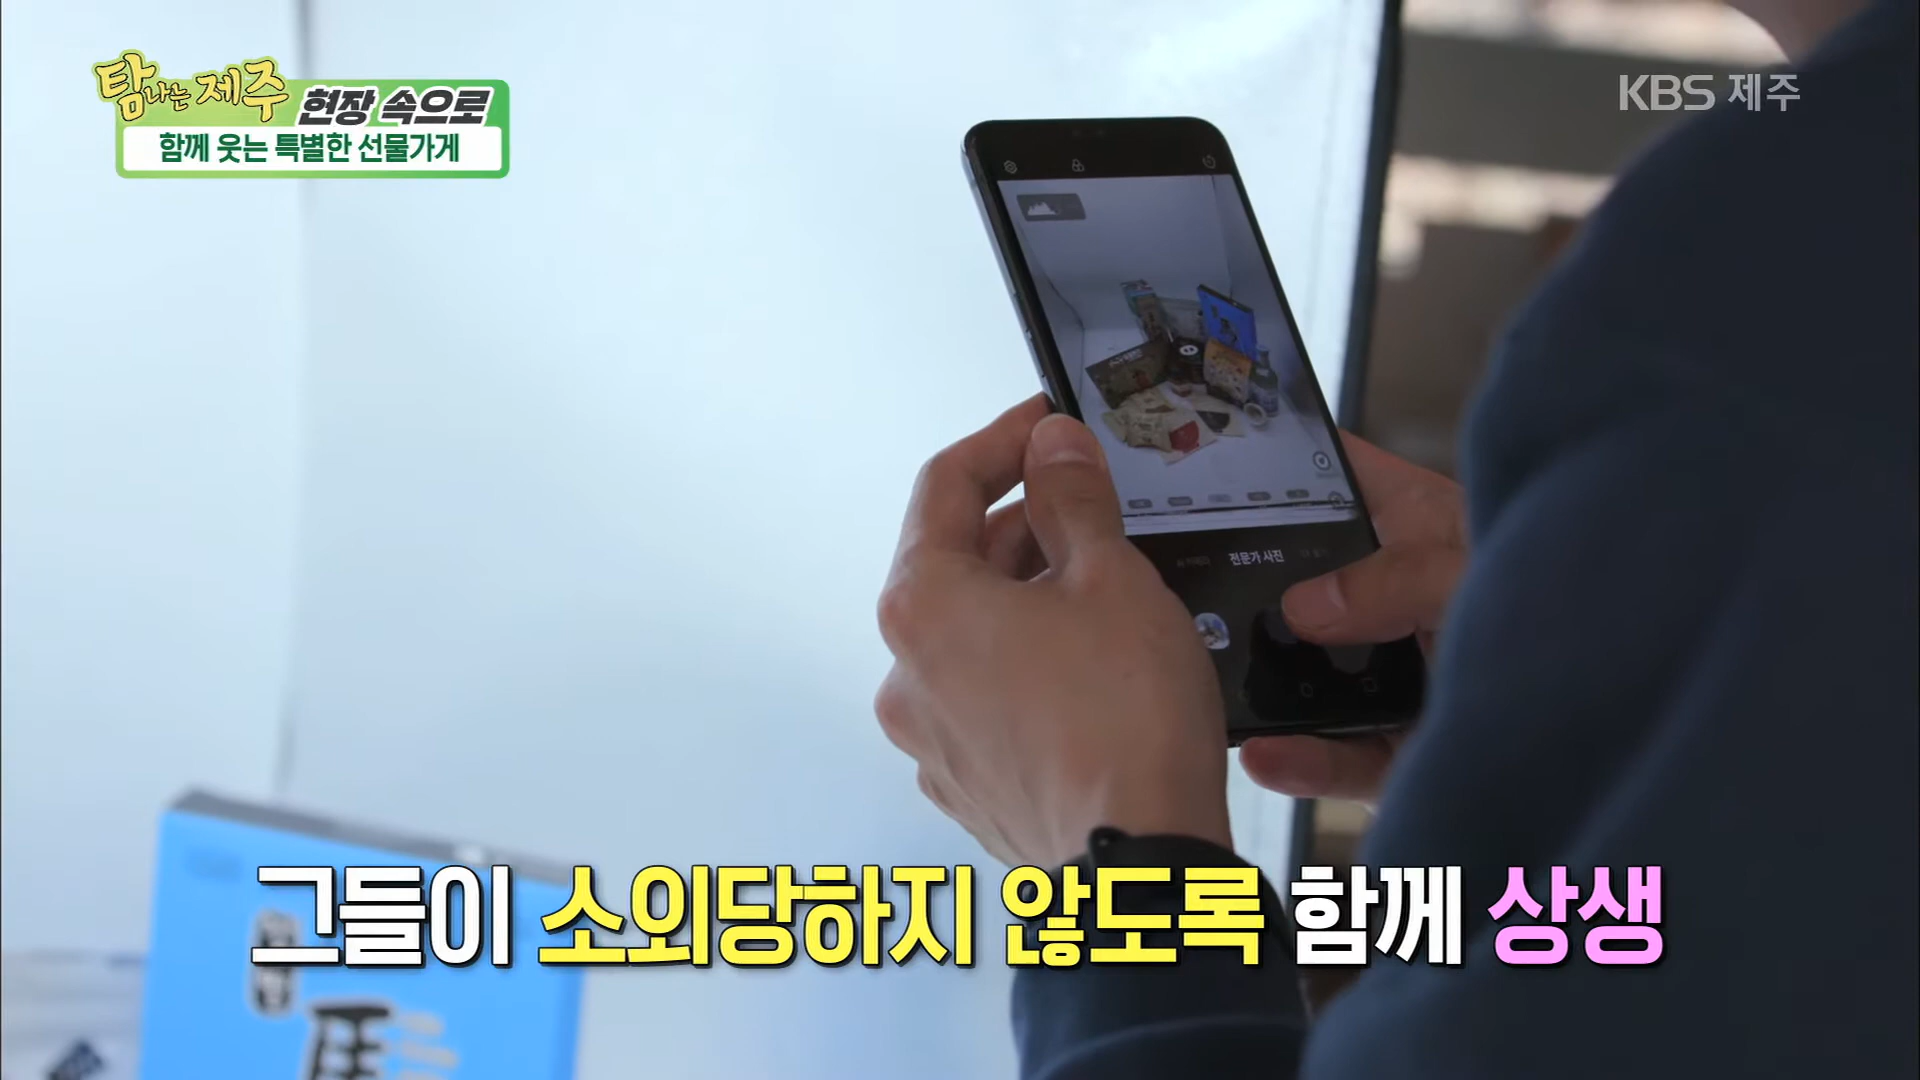 탐나는 제주 현장 속으로
함께 웃는 특별한 선물가게
KBS 제주
전문가 사진
그들이 소외당하지 않도록 함께 상생